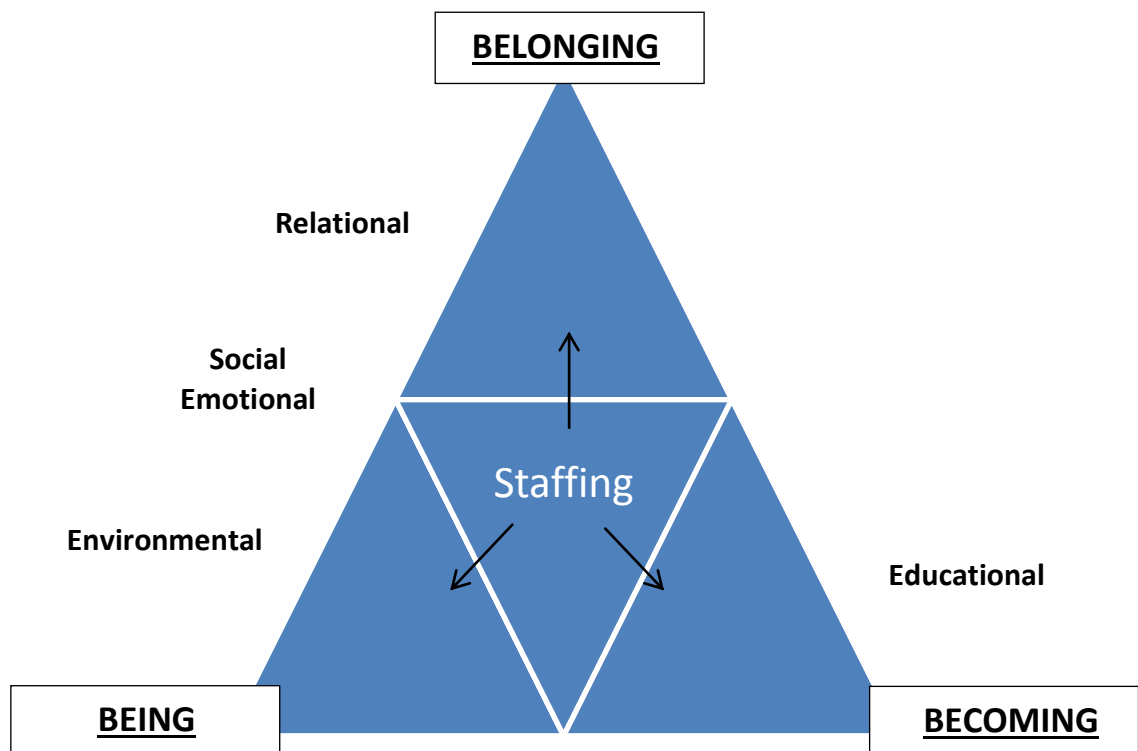 BELONGING
Relational
Social
Emotional
Staffing
Environmental
Educational
BEING
BECOMING